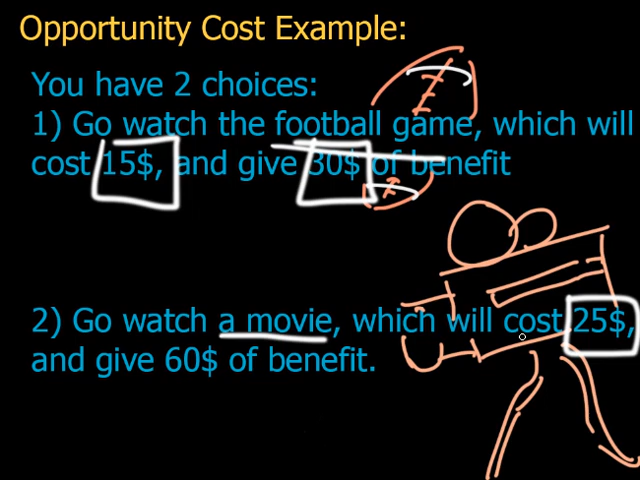 Opportunity Cost Example:
You have 2 choices:
1) Go watch the football game, which will
cost 15$, and give 30$ of benefit
2) Go watch a movie, which will cost 25$,
and give 60$ of benefit.